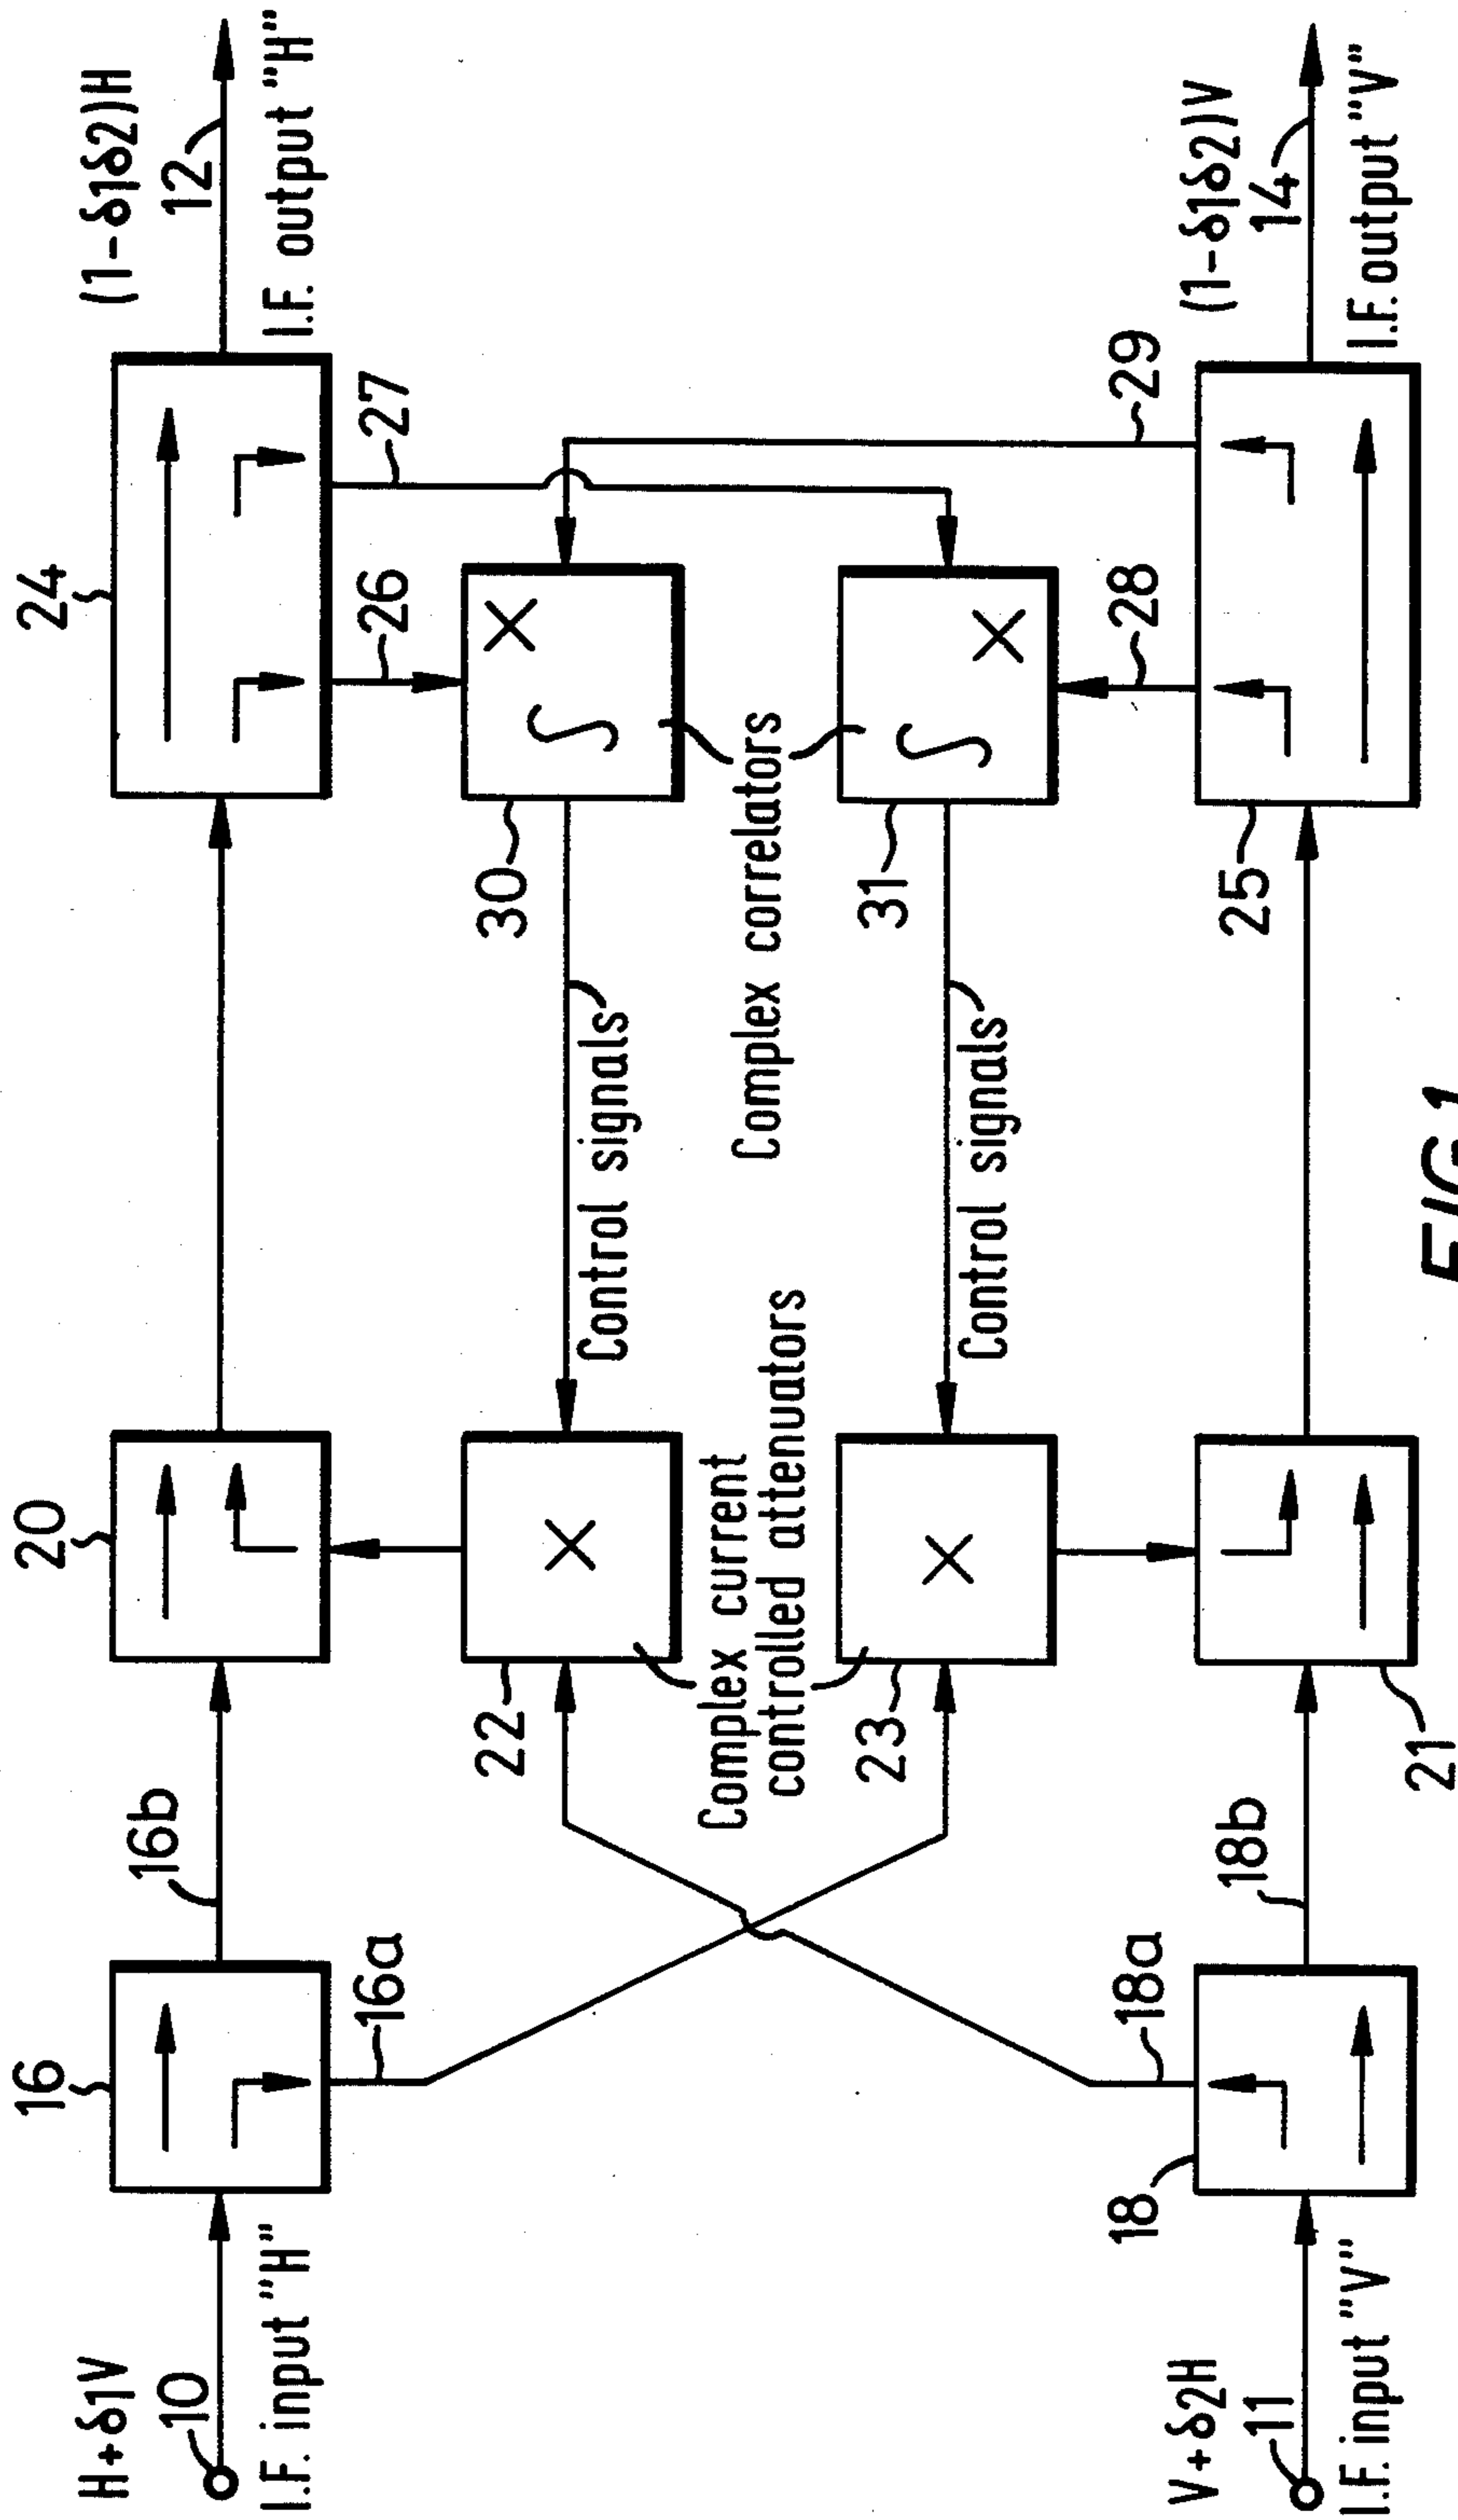 H+δ1V
10
I.F. input "H"
16
16a
16b
20
22
24
26
27
(1-δ1δ2)H
12
I.F. output "H"
30
Control signals
Complex correlators
Complex current
controlled attenuators
23
31
Control signals
V+δ2H
11
I.F. input "V"
18
18a
18b
21
25
28
29
(1-δ1δ2)V
14
I.F. output "V"
FIG. 1